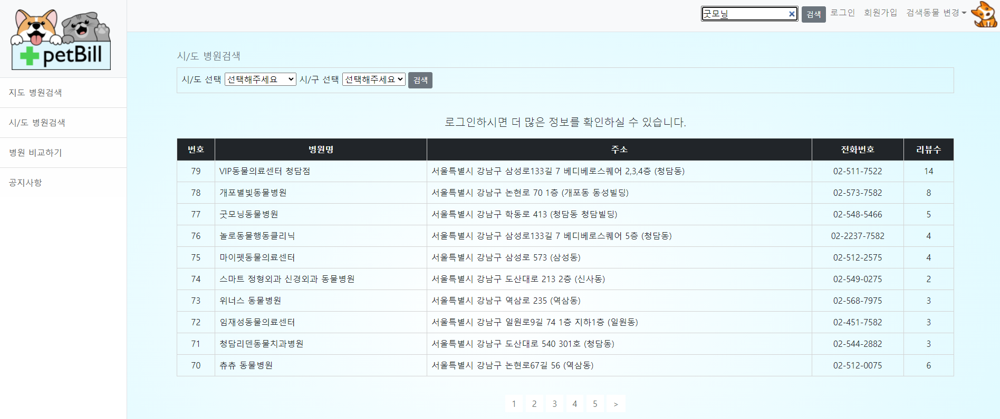 petBill
굿모닝 검색 로그인 회원가입 검색동물 변경
지도 병원검색
시/도 병원검색
병원 비교하기
공지사항
시/도 병원검색
시/도 선택 선택해주세요 시/구 선택 선택해주세요 검색
로그인하시면 더 많은 정보를 확인하실 수 있습니다.
번호 병원명 주소 전화번호 리뷰수
79 VIP동물의료센터 청담점 서울특별시 강남구 삼성로133길 7 베디베로스퀘어 2,3,4층 (청담동) 02-511-7522 14
78 개포별빛동물병원 서울특별시 강남구 논현로 70 1층 (개포동 동성빌딩) 02-573-7582 8
77 굿모닝동물병원 서울특별시 강남구 학동로 413 (청담동 청담빌딩) 02-548-5466 5
76 놀로동물행동클리닉 서울특별시 강남구 삼성로133길 7 베디베로스퀘어 5층 (청담동) 02-2237-7582 4
75 마이펫동물의료센터 서울특별시 강남구 삼성로 573 (삼성동) 02-512-2575 4
74 스마트 정형외과 신경외과 동물병원 서울특별시 강남구 도산대로 213 2층 (신사동) 02-549-0275 2
73 위너스 동물병원 서울특별시 강남구 역삼로 235 (역삼동) 02-568-7975 3
72 임재성동물의료센터 서울특별시 강남구 일원로9길 74 1층 지하1층 (일원동) 02-451-7582 3
71 청담리덴동물치과병원 서울특별시 강남구 도산대로 540 301호 (청담동) 02-544-2882 3
70 츄츄 동물병원 서울특별시 강남구 논현로67길 56 (역삼동) 02-512-0075 6
1 2 3 4 5 >